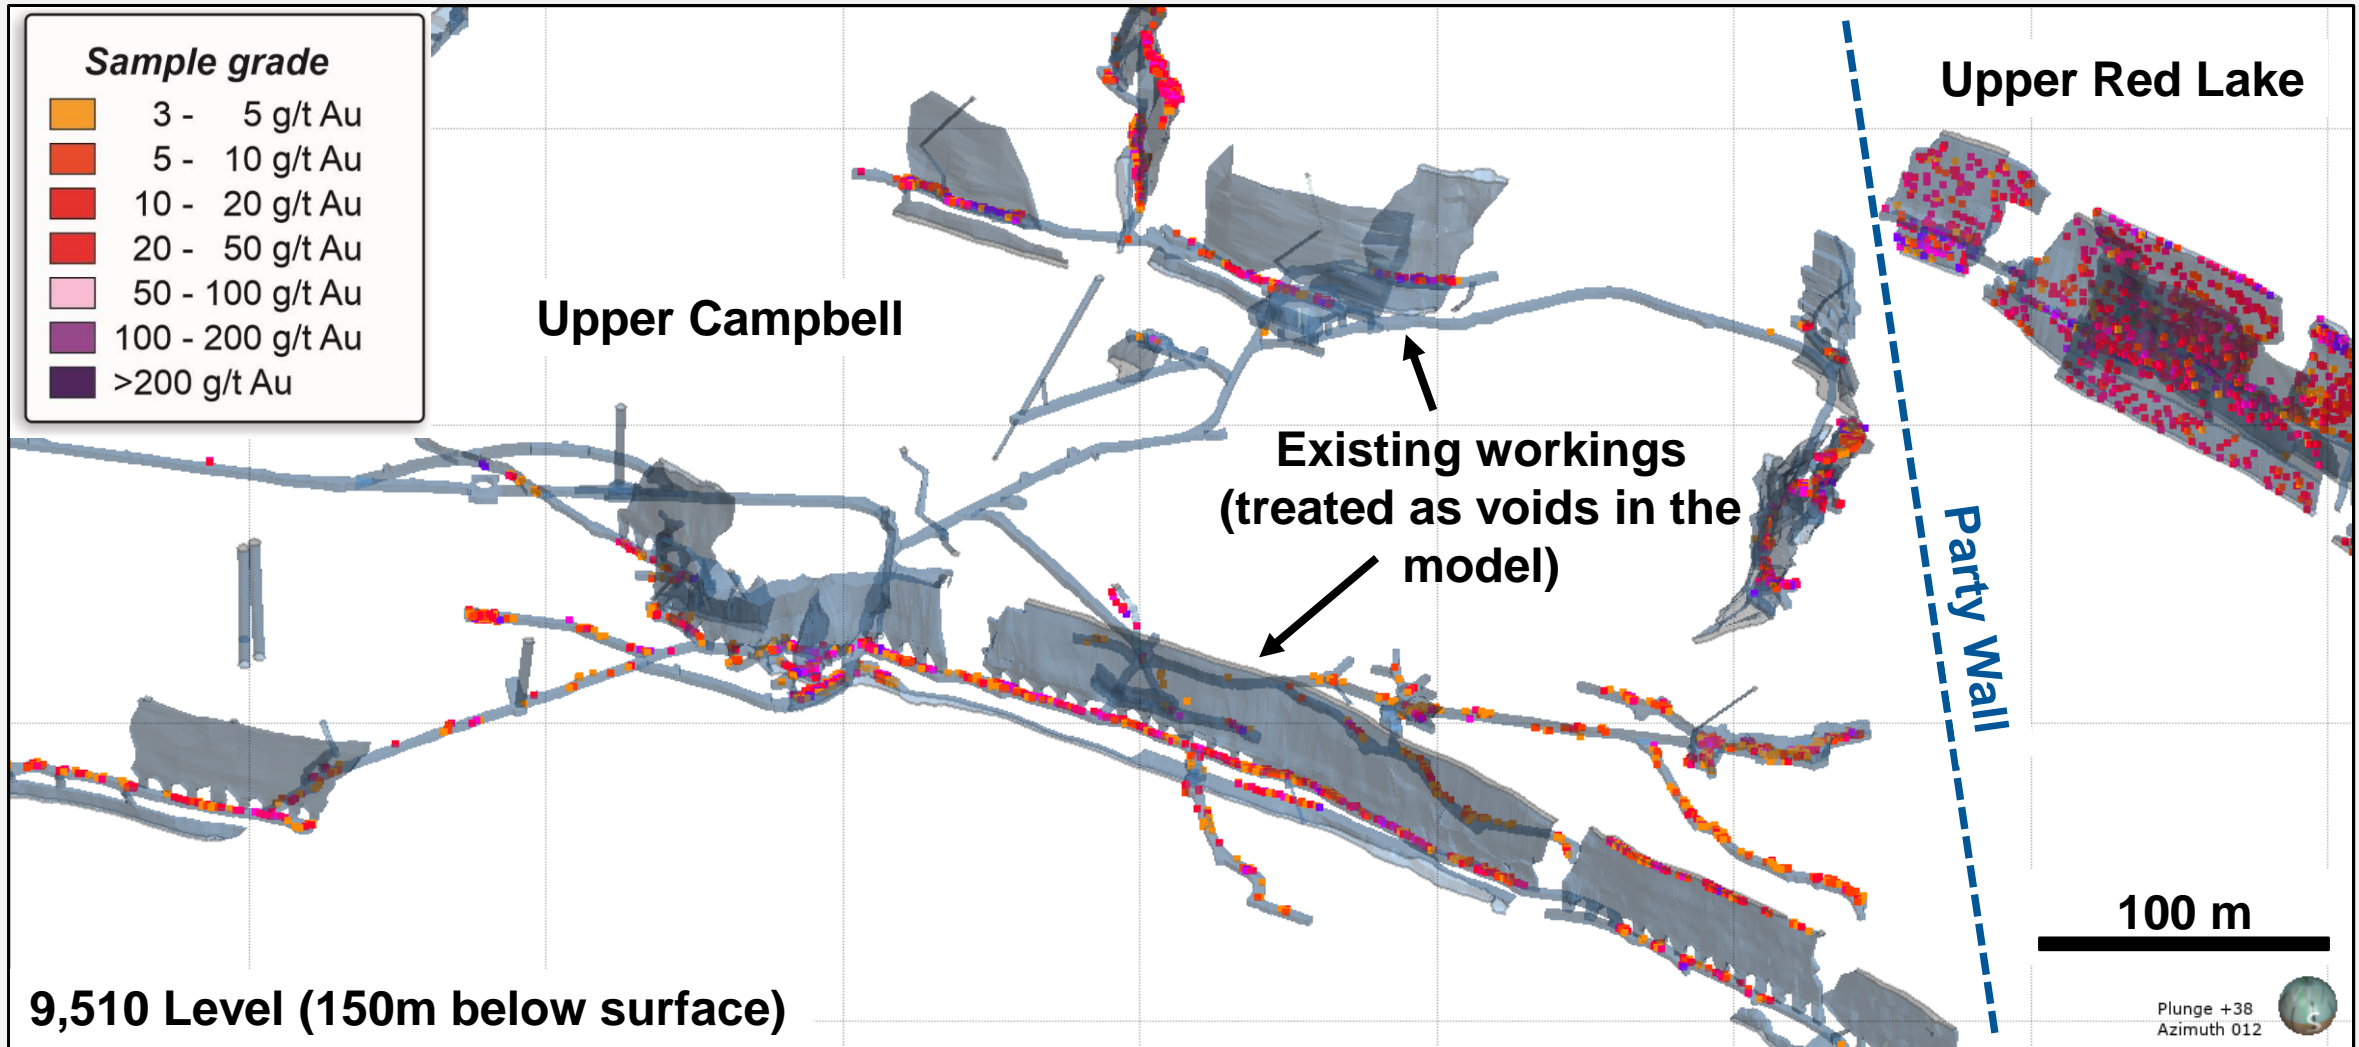 Sample grade
3 - 5 g/t Au
5 - 10 g/t Au
10 - 20 g/t Au
20 - 50 g/t Au
50 - 100 g/t Au
100 - 200 g/t Au
>200 g/t Au
Upper Red Lake
Upper Campbell
Existing workings
(treated as voids in the
model)
Party Wall
100 m
9,510 Level (150m below surface)
Plunge +38
Azimuth 012
S